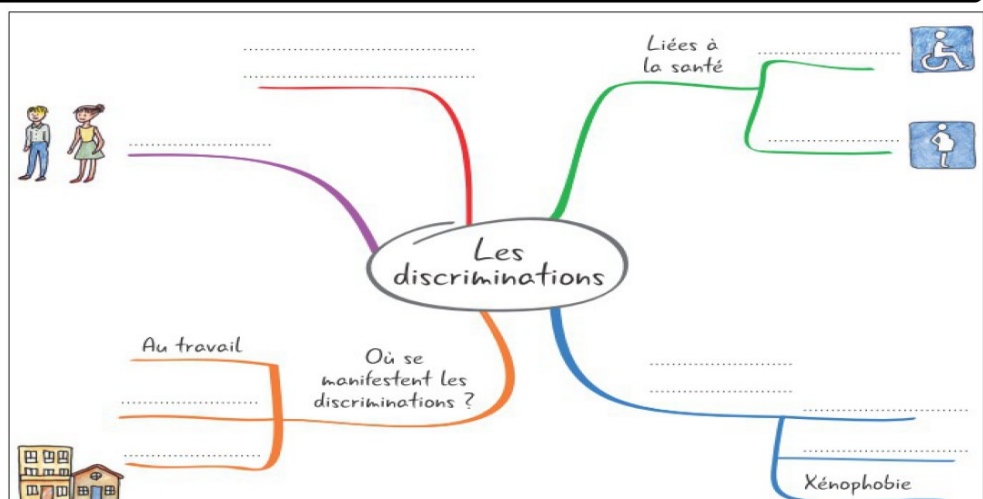 Liées à
la santé
Les
discriminations
Au travail
Où se
manifestent les
discriminations ?
Xénophobie